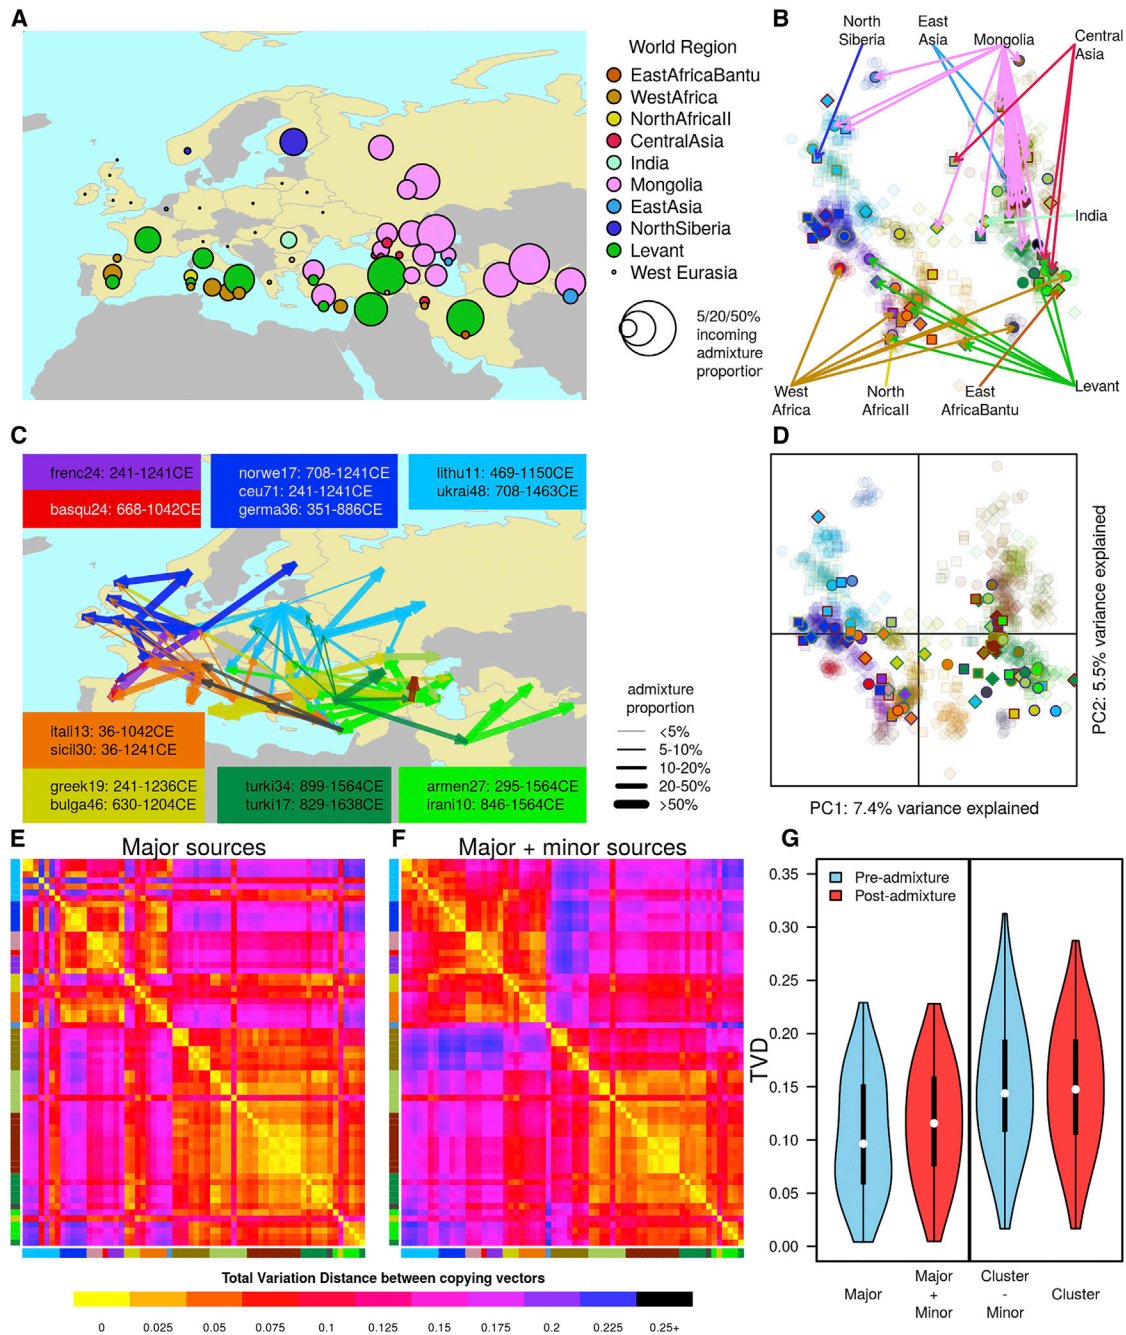 A
World Region
EastAfricaBantu
WestAfrica
NorthAfricaII
CentralAsia
India
Mongolia
EastAsia
NorthSiberia
Levant
West Eurasia
5/20/50%
incoming
admixture
proportion
B
North
Siberia
East
Asia
Mongolia
Central
Asia
India
West
Africa
North
AfricaII
East
AfricaBantu
Levant
C
frenc24: 241-1241CE
basqu24: 668-1042CE
norwe17: 708-1241CE
ceu71: 241-1241CE
germa36: 351-886CE
lithu11: 469-1150CE
ukrai48: 708-1463CE
itali13: 36-1042CE
sicil30: 36-1241CE
greek19: 241-1236CE
bulga46: 630-1204CE
turki34: 899-1564CE
turki17: 829-1638CE
armen27: 295-1564CE
irani10: 846-1564CE
admixture
proportion
<5%
5-10%
10-20%
20-50%
>50%
D
PC2: 5.5% variance explained
PC1: 7.4% variance explained
E
Major sources
F
Major + minor sources
Total Variation Distance between copying vectors
0 0.025 0.05 0.075 0.1 0.125 0.15 0.175 0.2 0.225 0.25+
G
Pre-admixture
Post-admixture
TVD
0.35
0.30
0.25
0.20
0.15
0.10
0.05
0.00
Major
Major
+
Minor
Cluster
-
Minor
Cluster